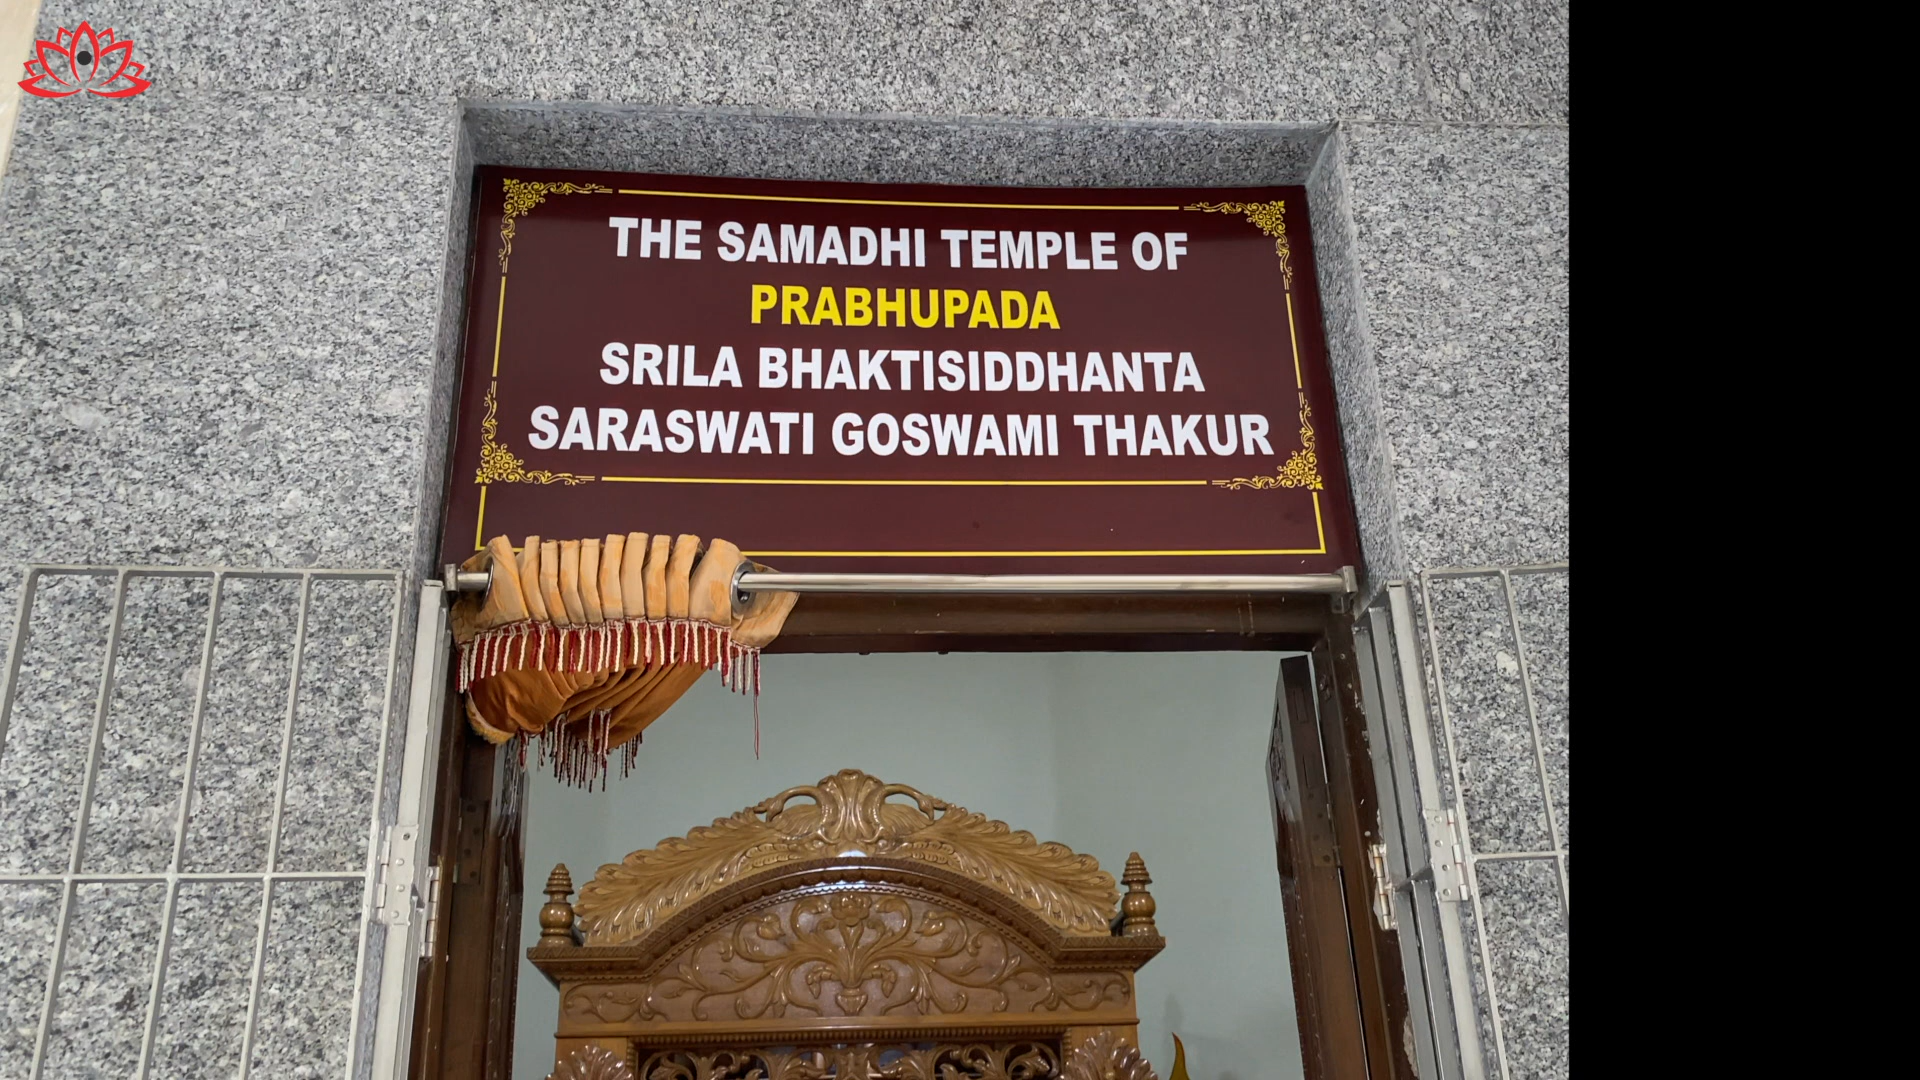 THE SAMADHI TEMPLE OF
PRABHUPADA
SRILA BHAKTISIDDHANTA
SARASWATI GOSWAMI THAKUR